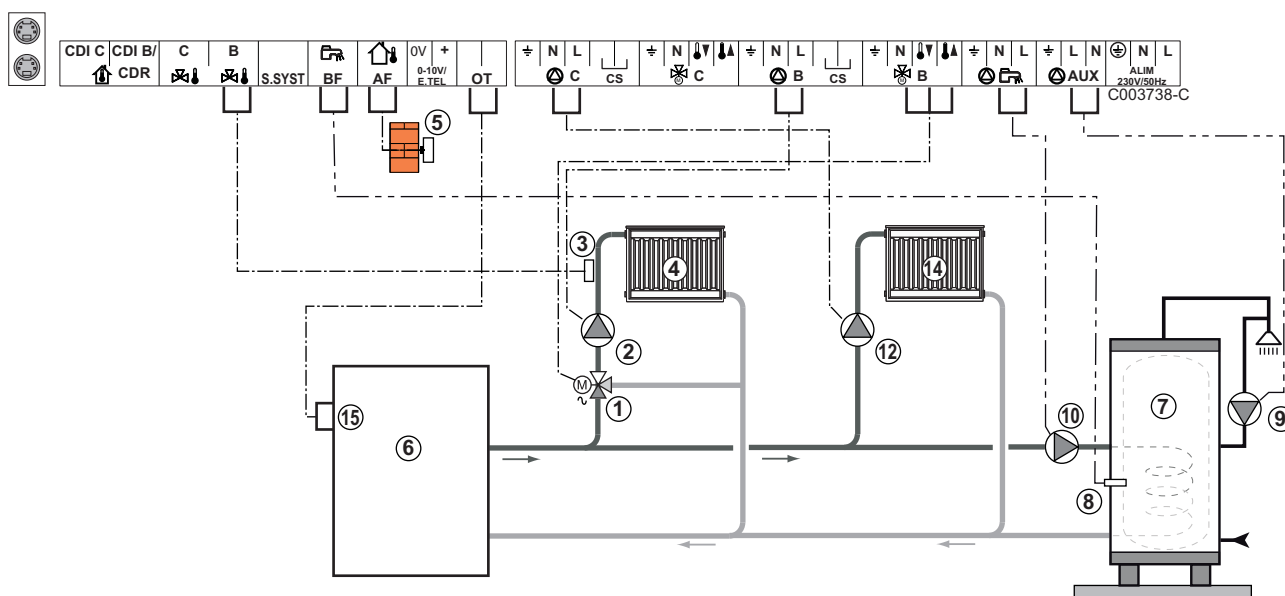 CDI C CDI B/ C B 0V + N L N N L N L N L N
CDR S.SYST BF AF 0-10V/ OT C CS C B CS B AUX ALIM
E.TEL 230V/50Hz
C003738-C
5
3
4 14
2 12
M
1
15 6 10 7 9
8